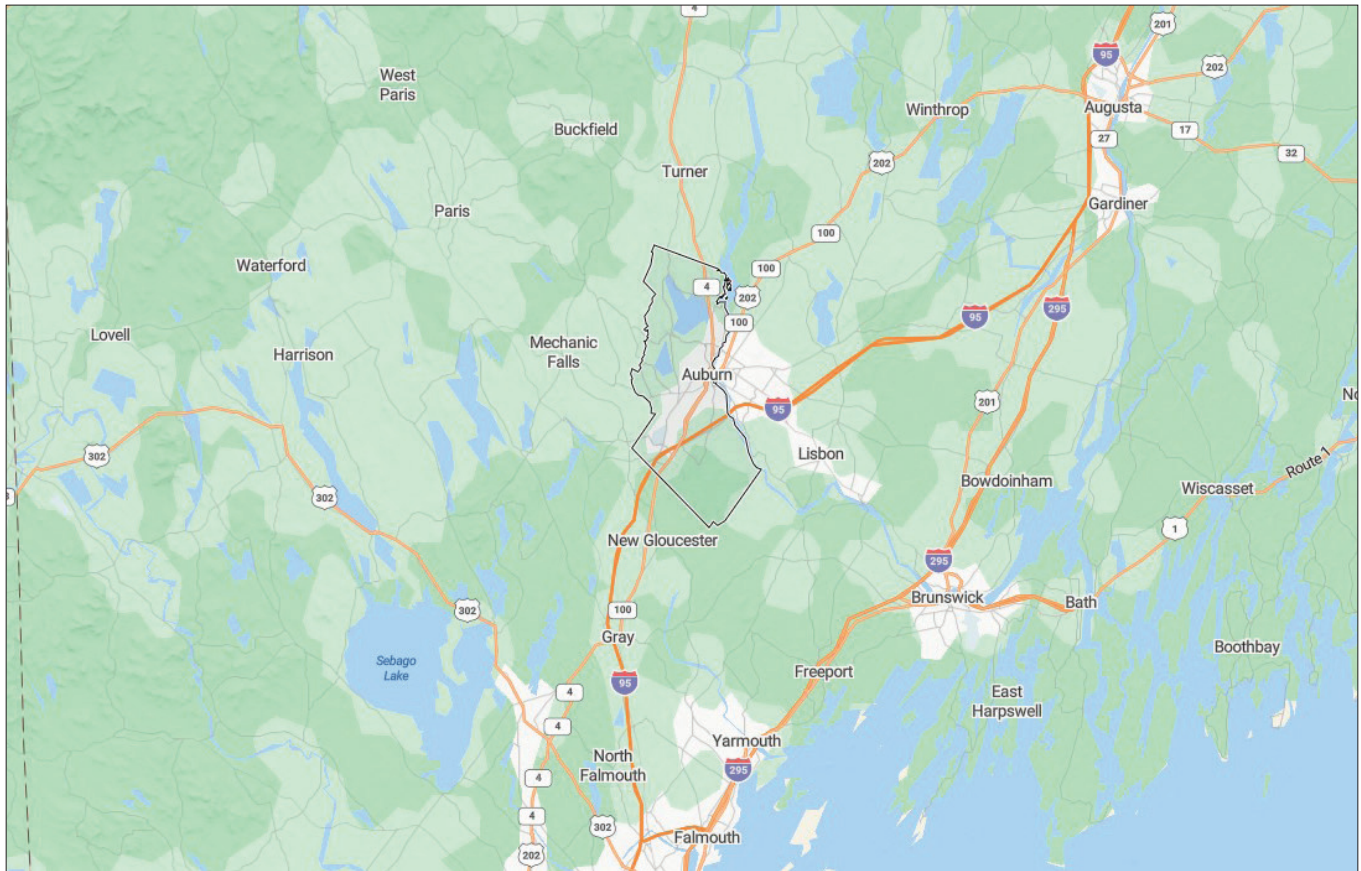 4
201
95
202
West
Paris
Winthrop
Augusta
Buckfield
17
27
32
202
Turner
Gardiner
Paris
100
Waterford
100
4
202
95
295
100
Lovell
Mechanic
Falls
Harrison
Auburn
201
95
302
Lisbon
Route 1
Bowdoinham
Wiscasset
302
1
New Gloucester
295
Brunswick
Bath
302
100
Gray
Boothbay
Sebago
Lake
Freeport
95
4
East
Harpswell
4
Yarmouth
North
Falmouth
295
4
4
302
Falmouth
202